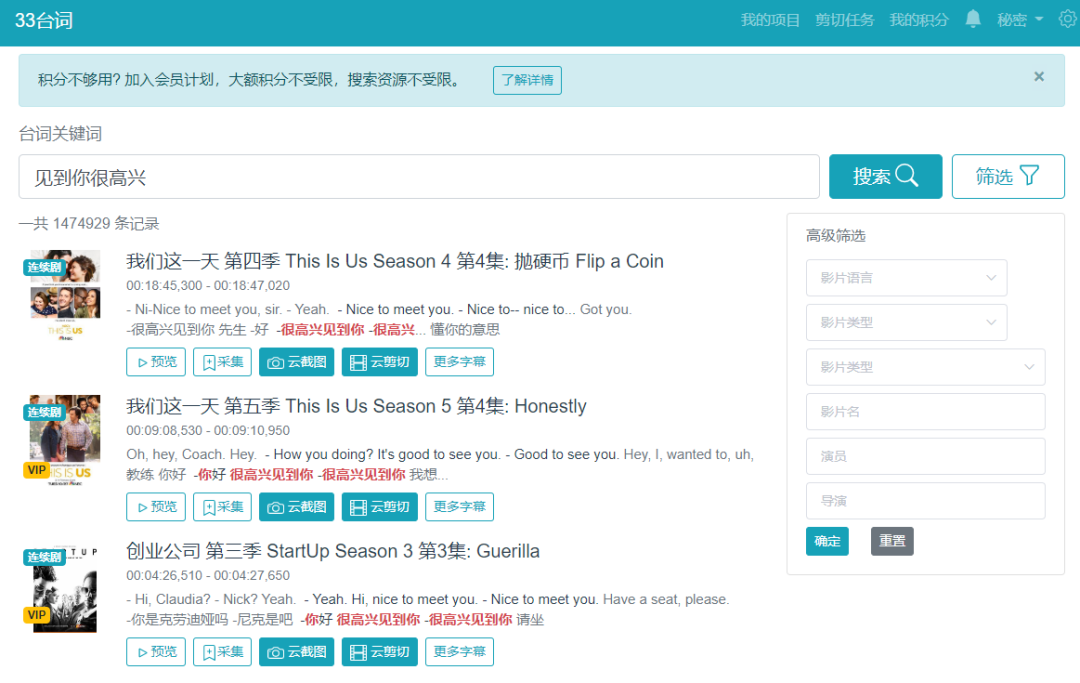 33台词
我的项目 剪切任务 我的积分 秘密
积分不够用? 加入会员计划，大额积分不受限，搜索资源不受限。 了解详情 ×
台词关键词
见到你很高兴 搜索 筛选
一共 1474929 条记录
高级筛选
影片语言
影片类型
影片类型
影片名
演员
导演
确定 重置
连续剧
THIS IS US
我们这一天 第四季 This Is Us Season 4 第4集: 抛硬币 Flip a Coin
00:18:45,300 - 00:18:47,020
- Ni-Nice to meet you, sir. - Yeah. - Nice to meet you. - Nice to-- nice to... Got you.
-很高兴见到你 先生 -好 -很高兴见到你 -很高兴... 懂你的意思
预览 采集 云截图 云剪切 更多字幕
连续剧
VIP
THIS IS US
我们这一天 第五季 This Is Us Season 5 第4集: Honestly
00:09:08,530 - 00:09:10,950
Oh, hey, Coach. Hey. - How you doing? It's good to see you. - Good to see you. Hey, I, wanted to, uh,
教练 你好 -你好 很高兴见到你 -很高兴见到你 我想...
预览 采集 云截图 云剪切 更多字幕
连续剧
VIP
创业公司 第三季 StartUp Season 3 第3集: Guerilla
00:04:26,510 - 00:04:27,650
- Hi, Claudia? - Nick? Yeah. - Yeah. Hi, nice to meet you. - Nice to meet you. Have a seat, please.
-你是克劳迪娅吗 -尼克是吧 -你好 很高兴见到你 -很高兴见到你 请坐
预览 采集 云截图 云剪切 更多字幕